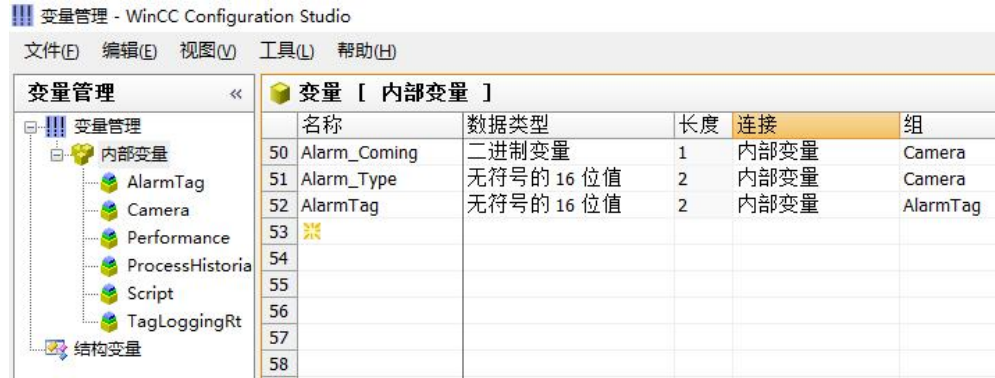 变量管理 - WinCC Configuration Studio
文件(F) 编辑(E) 视图(V) 工具(L) 帮助(H)
变量管理 «
变量管理
内部变量
AlarmTag
Camera
Performance
ProcessHistoria
Script
TagLoggingRt
结构变量
变量 [ 内部变量 ]
名称 数据类型 长度 连接 组
50 Alarm_Coming 二进制变量 1 内部变量 Camera
51 Alarm_Type 无符号的 16 位值 2 内部变量 Camera
52 AlarmTag 无符号的 16 位值 2 内部变量 AlarmTag
53
54
55
56
57
58